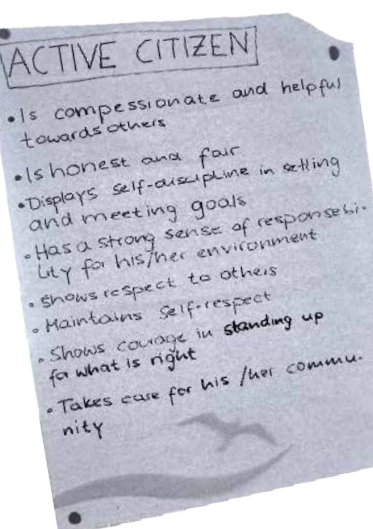 ACTIVE CITIZEN
• Is compessionate and helpful
towards others
• Is honest and fair
• Displays self-discipline in setting
and meeting goals
• Has a strong sense of responsebi-
lity for his/her environment
• shows respect to others
• Maintains self-respect
• Shows courage in standing up
for what is right
• Takes care for his /her commu-
nity